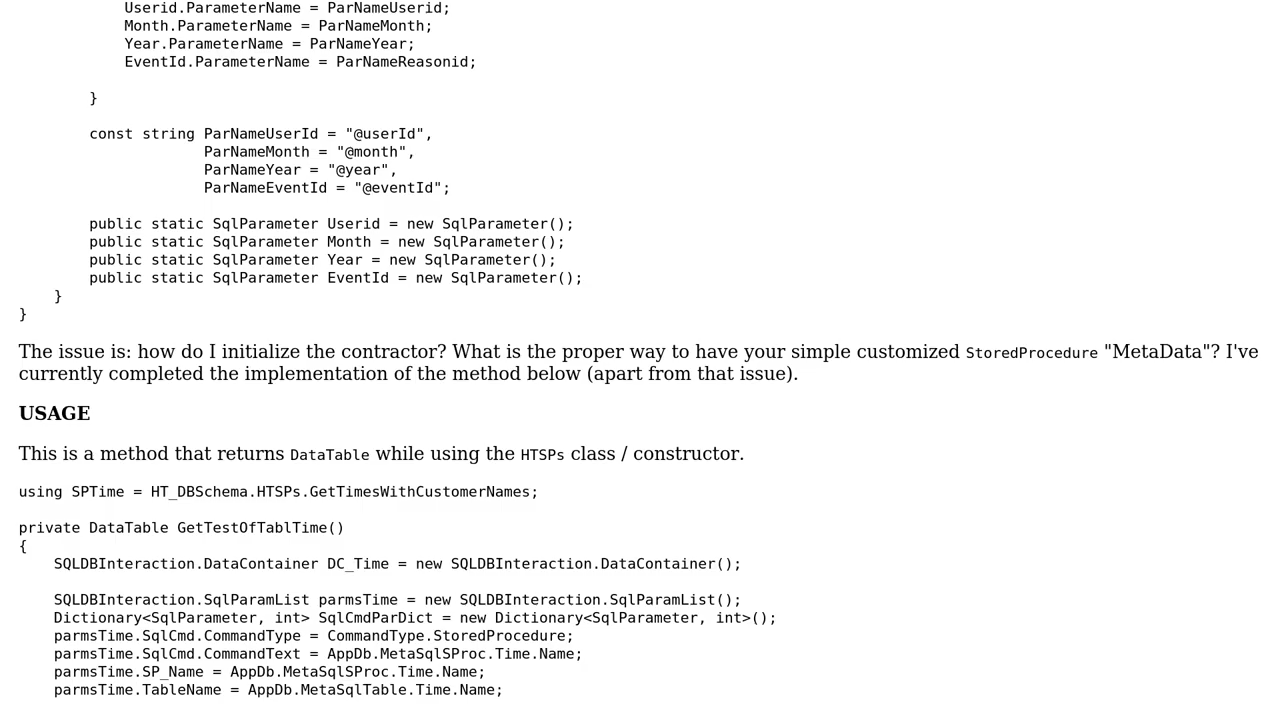 Userid.ParameterName = ParNameUserid;
Month.ParameterName = ParNameMonth;
Year.ParameterName = ParNameYear;
EventId.ParameterName = ParNameReasonid;
}
const string ParNameUserId = "@userId",
ParNameMonth = "@month",
ParNameYear = "@year",
ParNameEventId = "@eventId";
public static SqlParameter Userid = new SqlParameter();
public static SqlParameter Month = new SqlParameter();
public static SqlParameter Year = new SqlParameter();
public static SqlParameter EventId = new SqlParameter();
}
}
The issue is: how do I initialize the contractor? What is the proper way to have your simple customized StoredProcedure "MetaData"? I've
currently completed the implementation of the method below (apart from that issue).
USAGE
This is a method that returns DataTable while using the HTSPs class / constructor.
using SPTime = HT_DBSchema.HTSPs.GetTimesWithCustomerNames;
private DataTable GetTestOfTablTime()
{
SQLDBInteraction.DataContainer DC_Time = new SQLDBInteraction.DataContainer();
SQLDBInteraction.SqlParamList parmsTime = new SQLDBInteraction.SqlParamList();
Dictionary<SqlParameter, int> SqlCmdParDict = new Dictionary<SqlParameter, int>();
parmsTime.SqlCmd.CommandType = CommandType.StoredProcedure;
parmsTime.SqlCmd.CommandText = AppDb.MetaSqlSProc.Time.Name;
parmsTime.SP_Name = AppDb.MetaSqlSProc.Time.Name;
parmsTime.TableName = AppDb.MetaSqlTable.Time.Name;